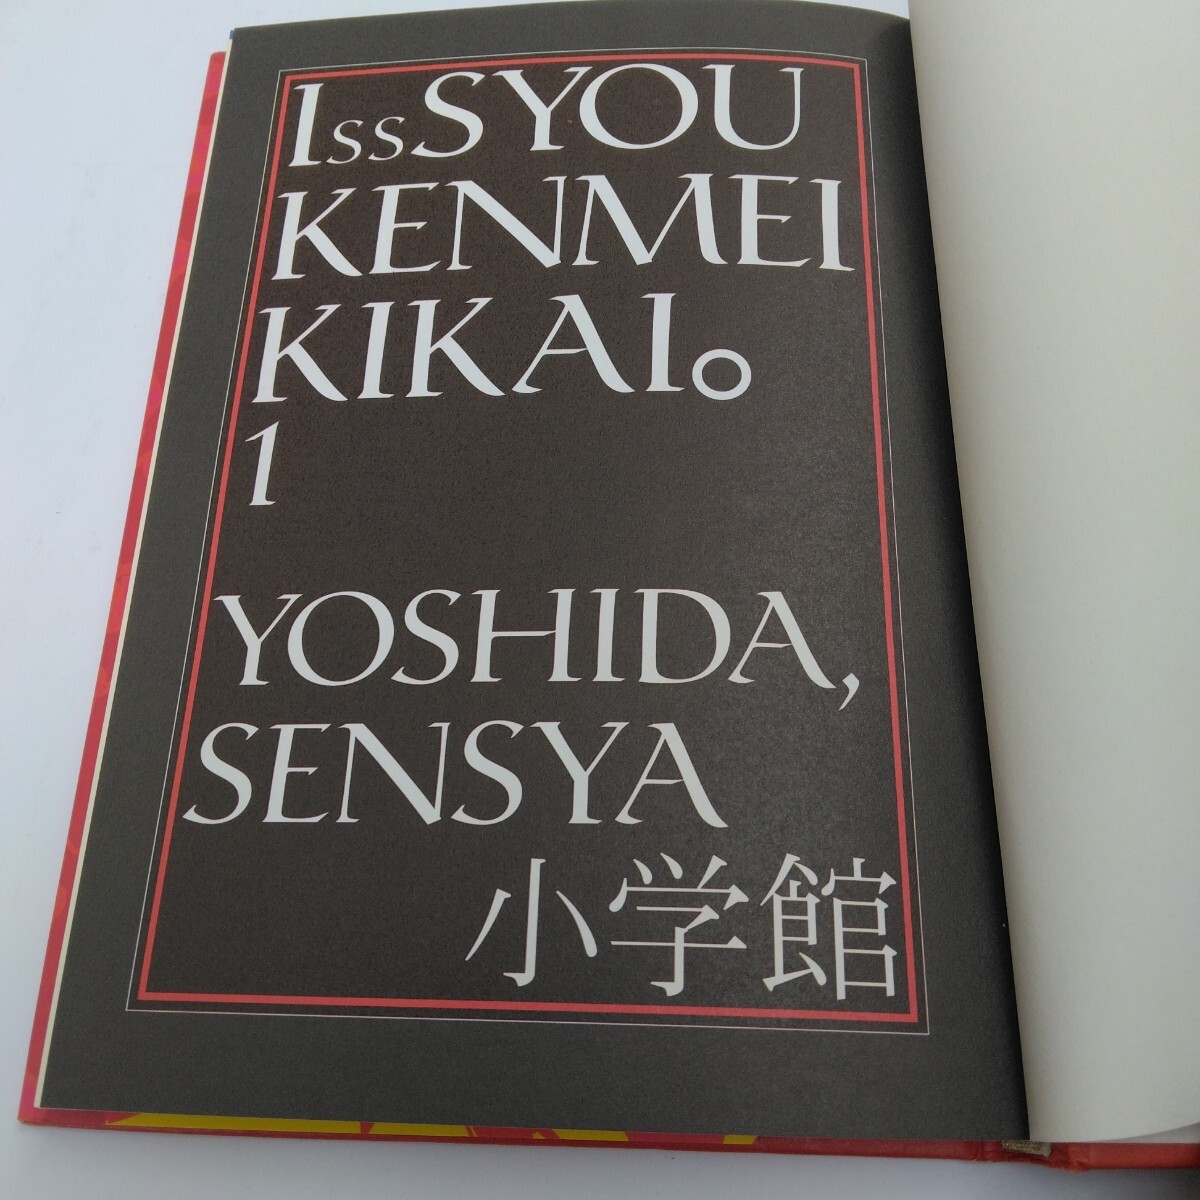 IssSYOU
KENMEI
KIKAI。
1
YOSHIDA,
SENSYA
小学館